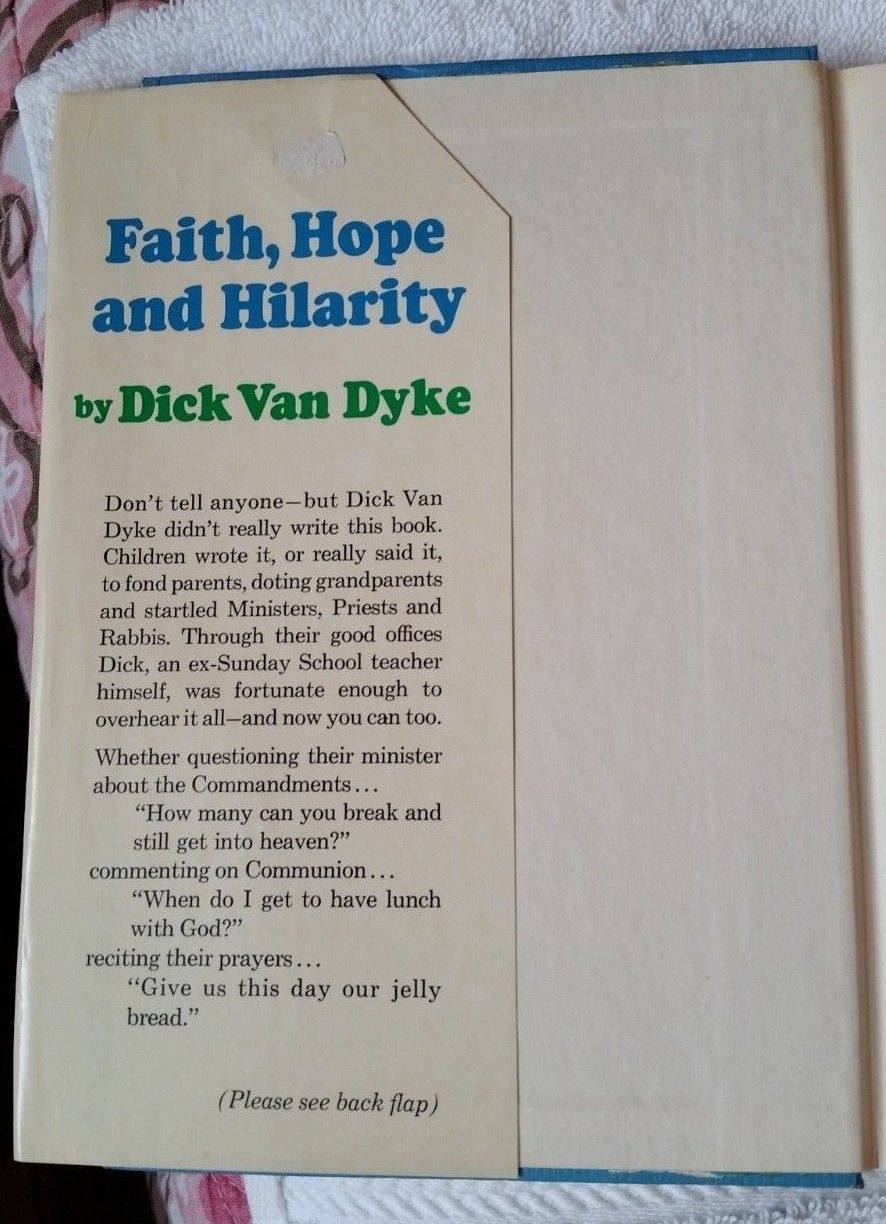 Faith, Hope
and Hilarity
by Dick Van Dyke
Don't tell anyone—but Dick Van
Dyke didn't really write this book.
Children wrote it, or really said it,
to fond parents, doting grandparents
and startled Ministers, Priests and
Rabbis. Through their good offices
Dick, an ex-Sunday School teacher
himself, was fortunate enough to
overhear it all—and now you can too.
Whether questioning their minister
about the Commandments...
“How many can you break and
still get into heaven?”
commenting on Communion...
“When do I get to have lunch
with God?”
reciting their prayers...
“Give us this day our jelly
bread.”
(Please see back flap)